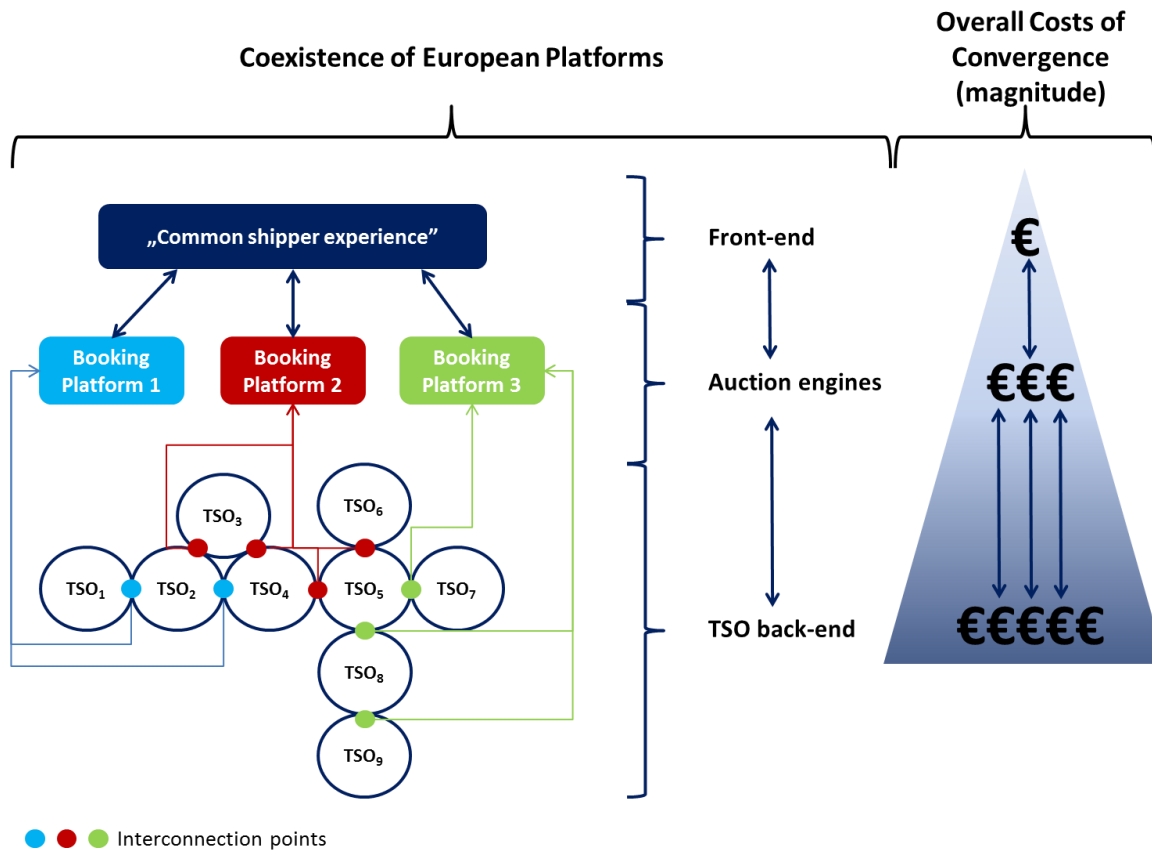 Coexistence of European Platforms
Overall Costs of
Convergence
(magnitude)
„Common shipper experience”
Front-end
€
Booking
Platform 1
Booking
Platform 2
Booking
Platform 3
Auction engines
€€€
TSO₃
TSO₆
TSO₁
TSO₂
TSO₄
TSO₅
TSO₇
TSO back-end
€€€€€
TSO₈
TSO₉
Interconnection points